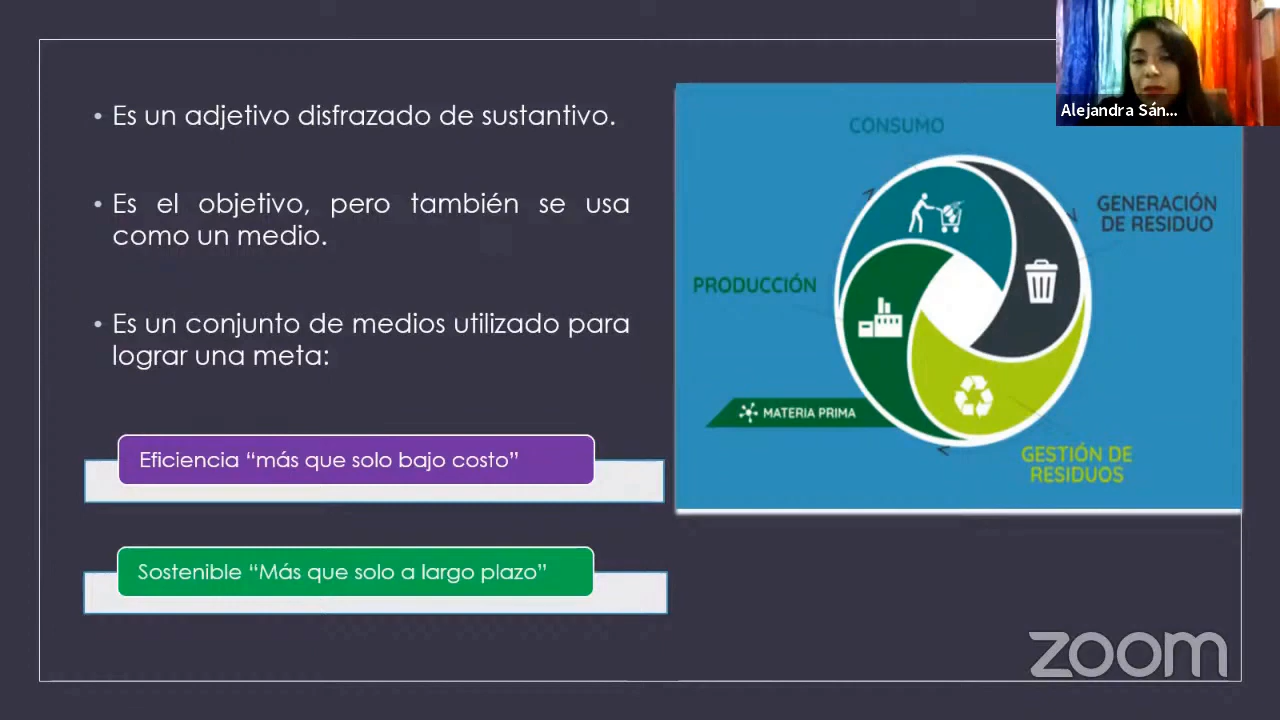 • Es un adjetivo disfrazado de sustantivo.
• Es el objetivo, pero también se usa
como un medio.
• Es un conjunto de medios utilizado para
lograr una meta:
Eficiencia “más que solo bajo costo”
Sostenible “Más que solo a largo plazo”
CONSUMO
GENERACIÓN
DE RESIDUO
PRODUCCIÓN
MATERIA PRIMA
GESTIÓN DE
RESIDUOS
Alejandra Sán...
zoom